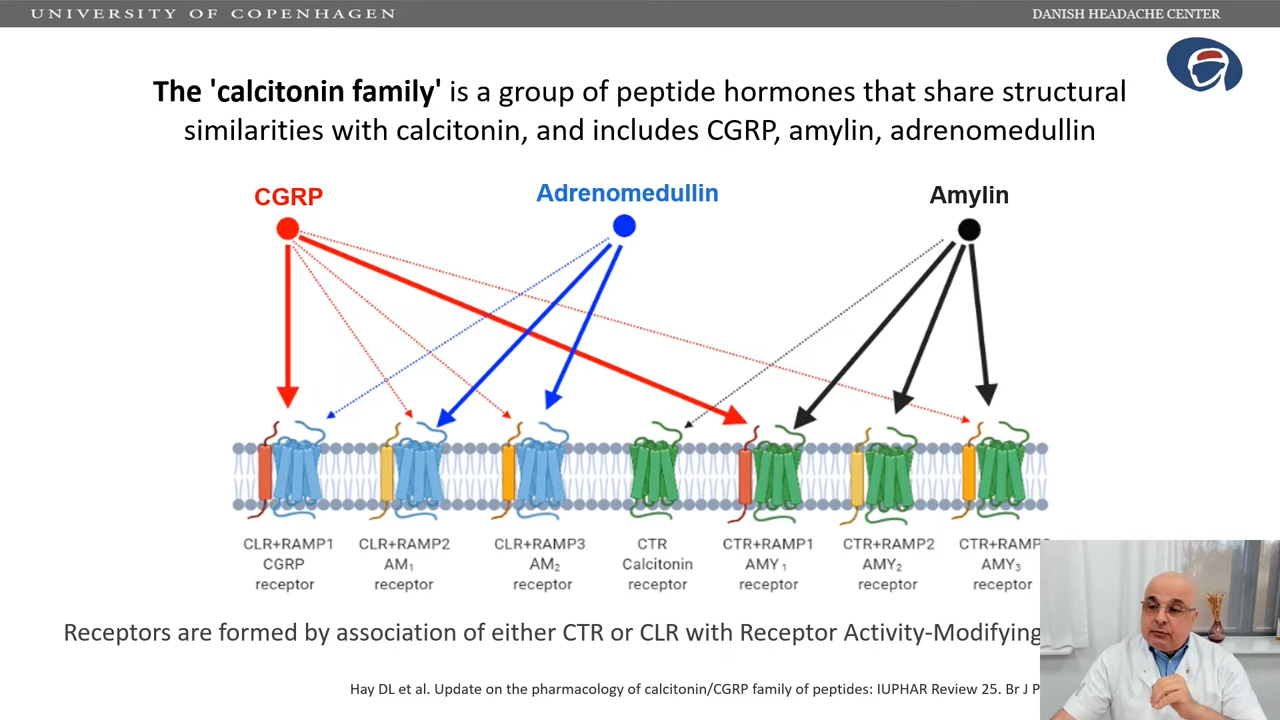 UNIVERSITY OF COPENHAGEN
DANISH HEADACHE CENTER
The 'calcitonin family' is a group of peptide hormones that share structural
similarities with calcitonin, and includes CGRP, amylin, adrenomedullin
CGRP
Adrenomedullin
Amylin
CLR+RAMP1
CGRP
receptor
CLR+RAMP2
AM₁
receptor
CLR+RAMP3
AM₂
receptor
CTR
Calcitonin
receptor
CTR+RAMP1
AMY₁
receptor
CTR+RAMP2
AMY₂
receptor
CTR+RAMP
AMY₃
receptor
Receptors are formed by association of either CTR or CLR with Receptor Activity-Modifying
Hay DL et al. Update on the pharmacology of calcitonin/CGRP family of peptides: IUPHAR Review 25. Br J P